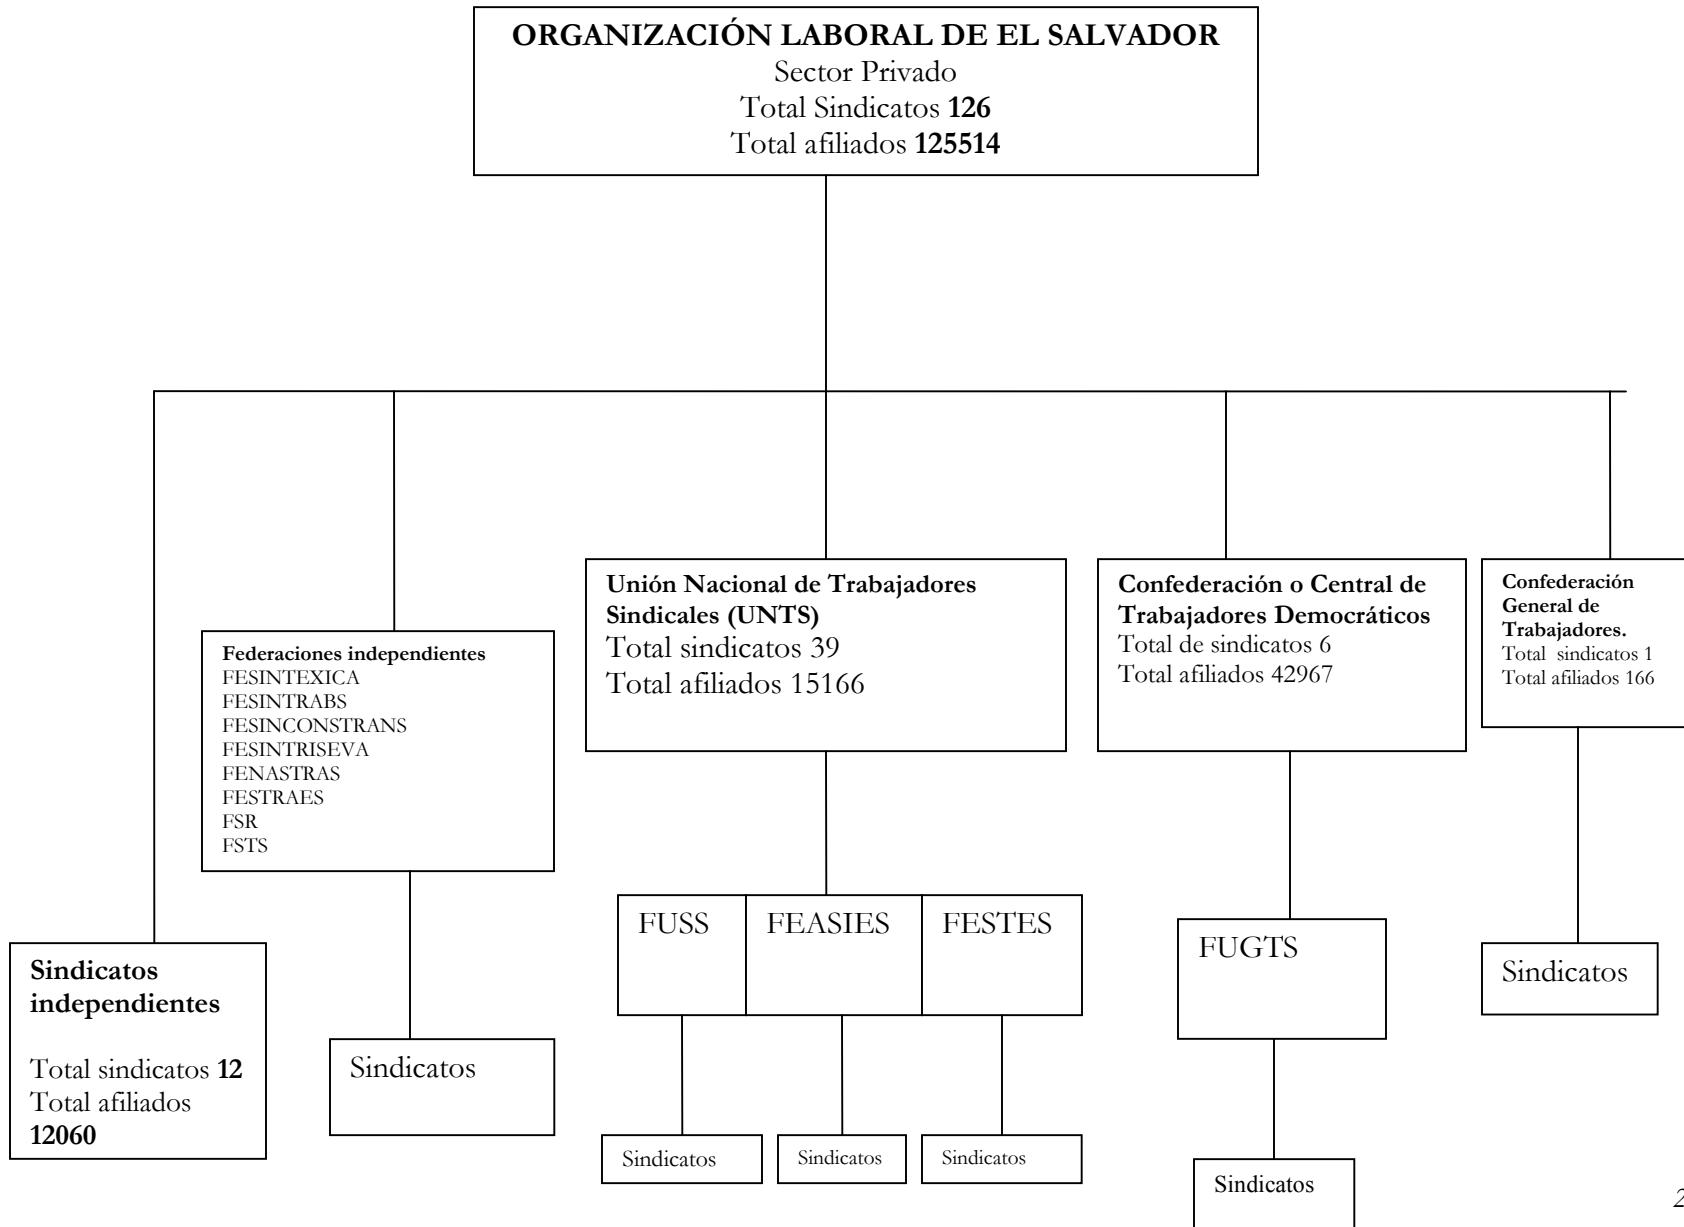 ORGANIZACIÓN LABORAL DE EL SALVADOR
Sector Privado
Total Sindicatos 126
Total afiliados 125514
Unión Nacional de Trabajadores
Sindicales (UNTS)
Total sindicatos 39
Total afiliados 15166
Confederación o Central de
Trabajadores Democráticos
Total de sindicatos 6
Total afiliados 42967
Confederación
General de
Trabajadores.
Total sindicatos 1
Total afiliados 166
Federaciones independientes
FESINTEXICA
FESINTRABS
FESINCONSTRANS
FESINTRISEVA
FENASTRAS
FESTRAES
FSR
FSTS
FUSS
FEASIES
FESTES
FUGTS
Sindicatos
Sindicatos
independientes
Total sindicatos 12
Total afiliados
12060
Sindicatos
Sindicatos
Sindicatos
Sindicatos
Sindicatos
2